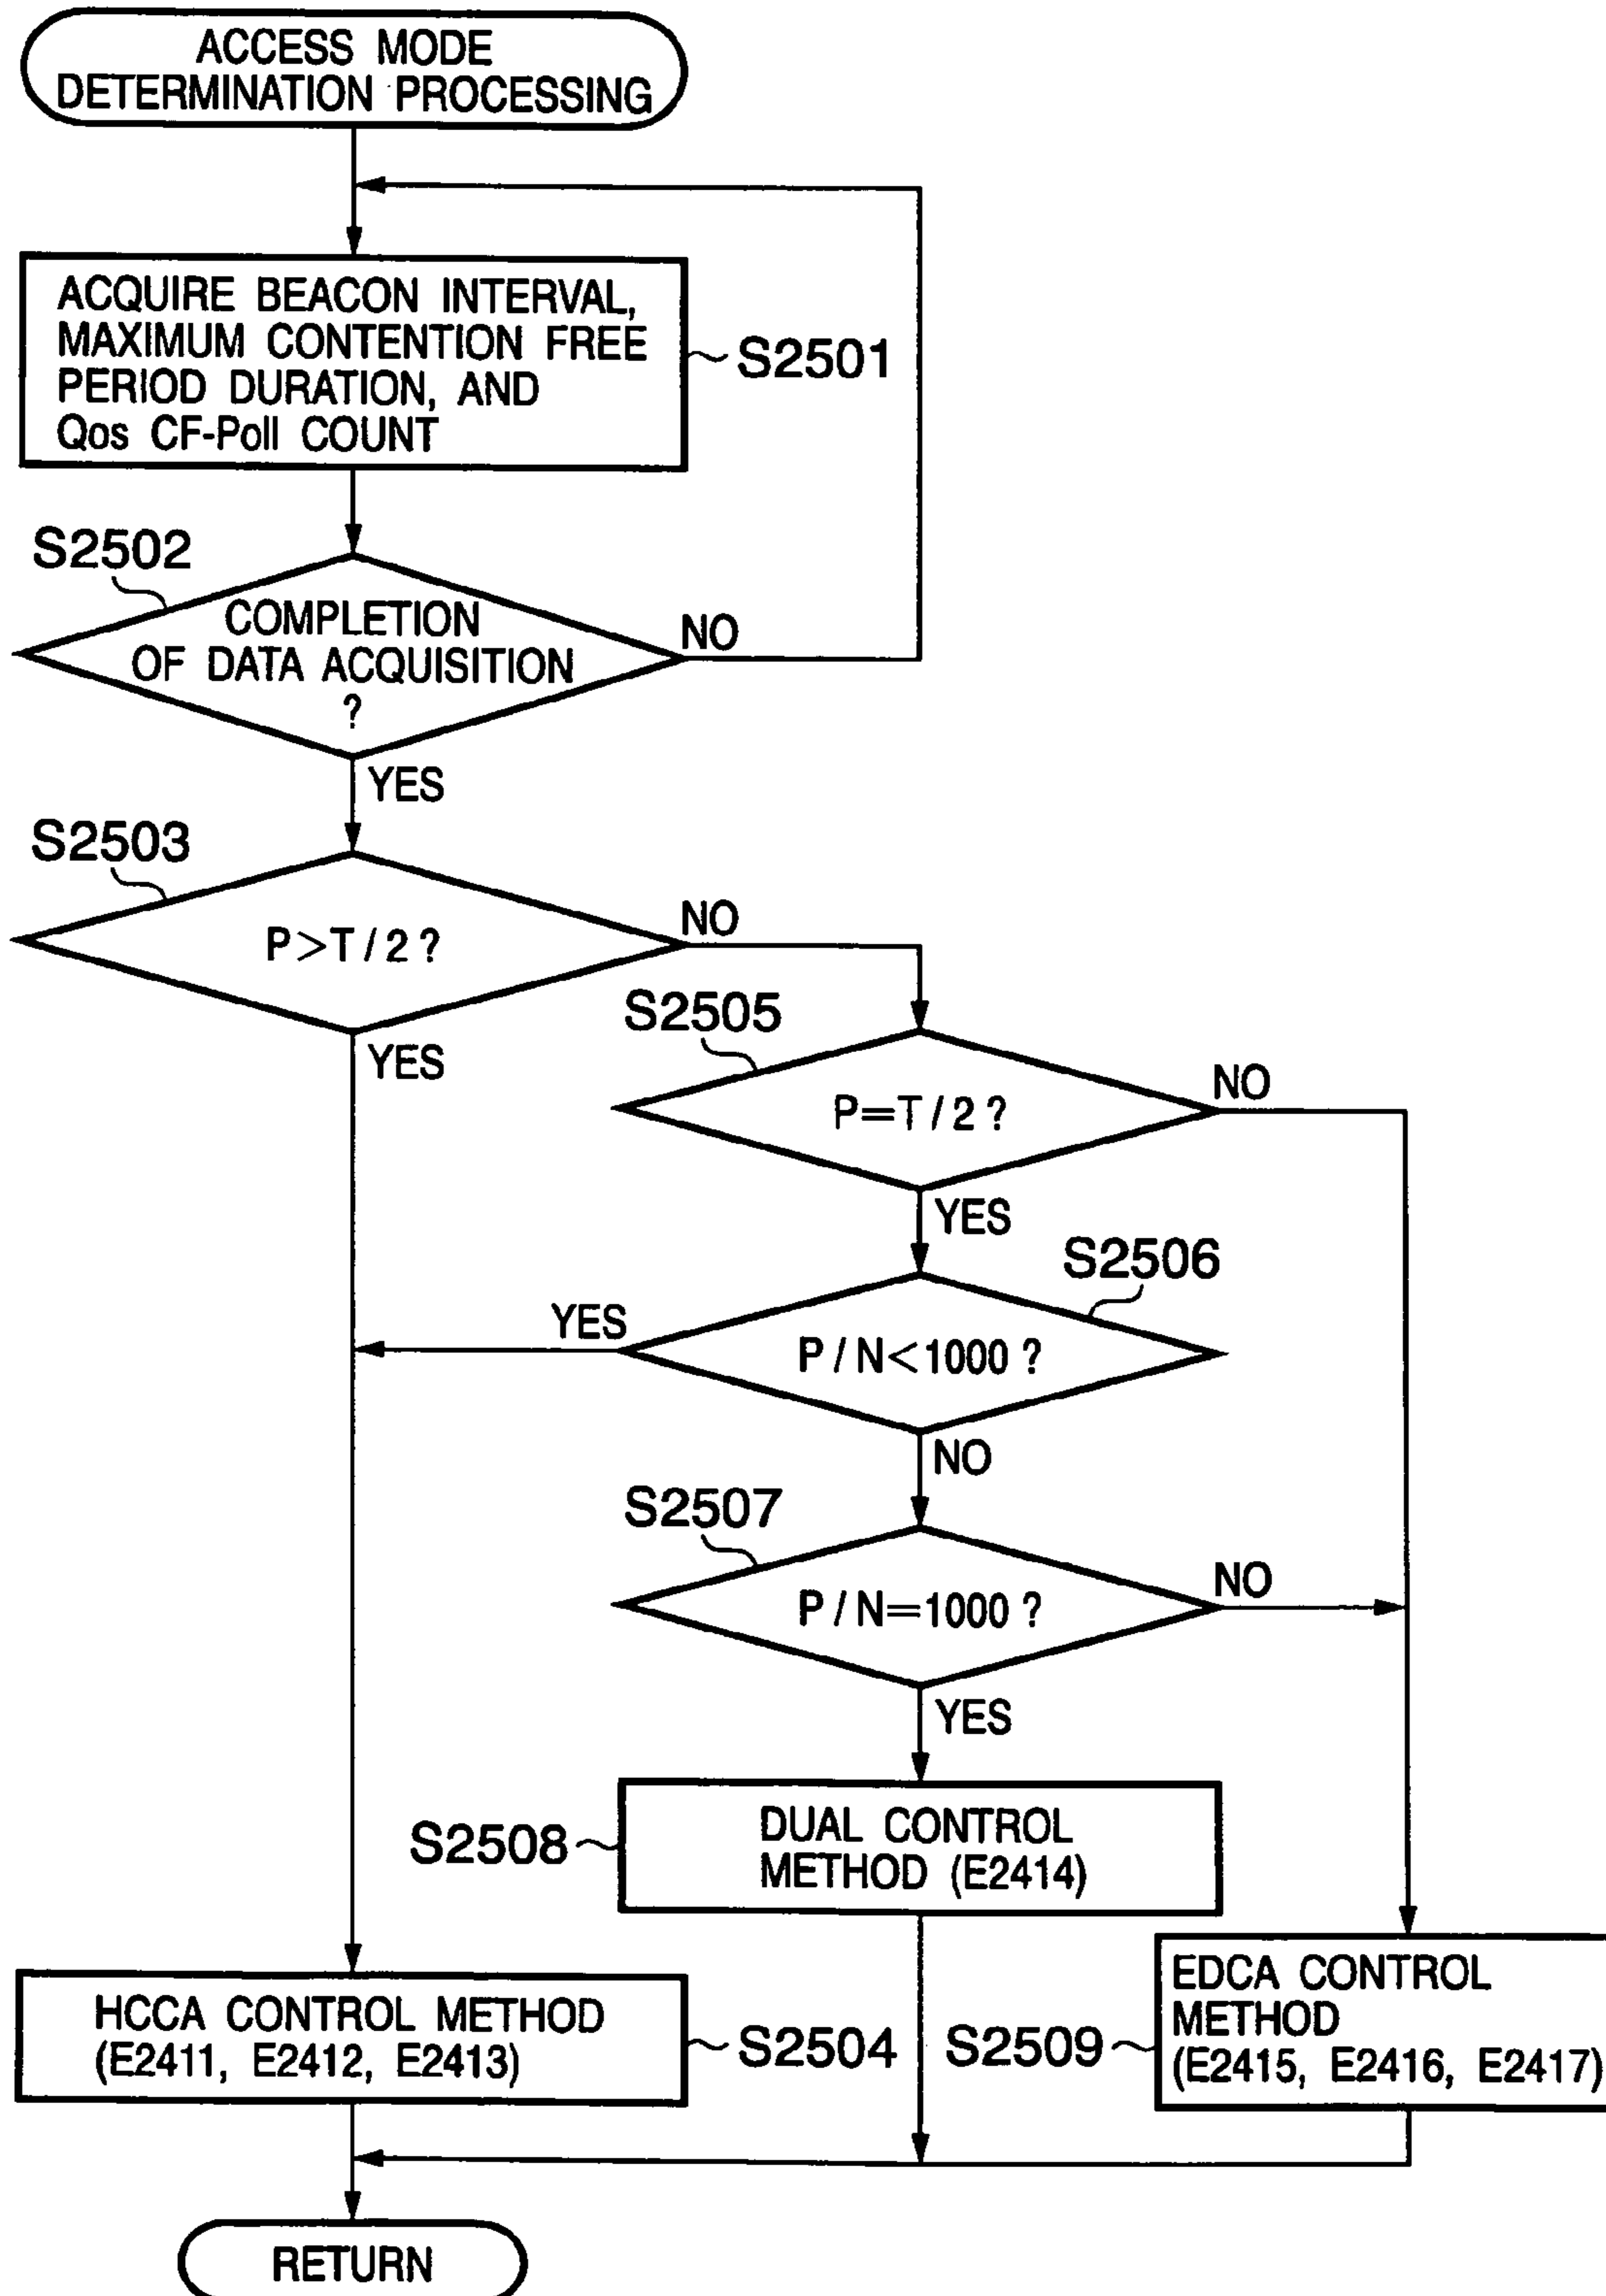 ACCESS MODE
DETERMINATION PROCESSING
ACQUIRE BEACON INTERVAL,
MAXIMUM CONTENTION FREE
PERIOD DURATION, AND
Qos CF-Poll COUNT
S2501
S2502
COMPLETION
OF DATA ACQUISITION
?
NO
YES
S2503
P>T/2?
NO
YES
S2505
P=T/2?
NO
YES
S2506
P/N<1000?
YES
NO
S2507
P/N=1000?
NO
YES
S2508
DUAL CONTROL
METHOD (E2414)
HCCA CONTROL METHOD
(E2411, E2412, E2413)
S2504
S2509
EDCA CONTROL
METHOD
(E2415, E2416, E2417)
RETURN